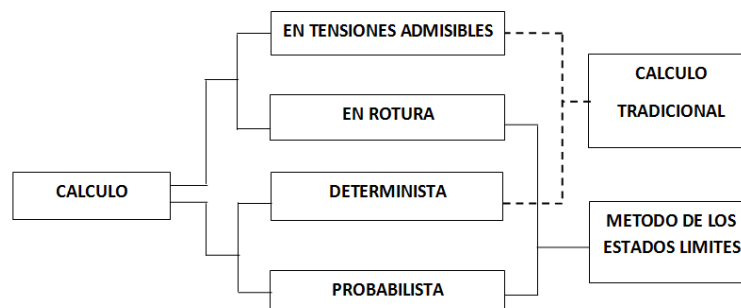 EN TENSIONES ADMISIBLES
CALCULO
TRADICIONAL
EN ROTURA
CALCULO
DETERMINISTA
METODO DE LOS
ESTADOS LIMITES
PROBABILISTA